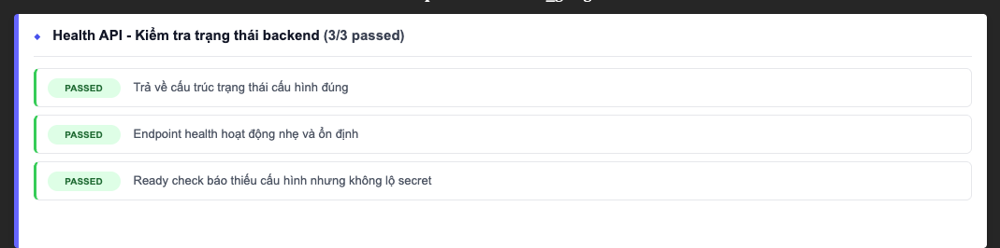 Health API - Kiểm tra trạng thái backend (3/3 passed)
PASSED Trả về cấu trúc trạng thái cấu hình đúng
PASSED Endpoint health hoạt động nhẹ và ổn định
PASSED Ready check báo thiếu cấu hình nhưng không lộ secret